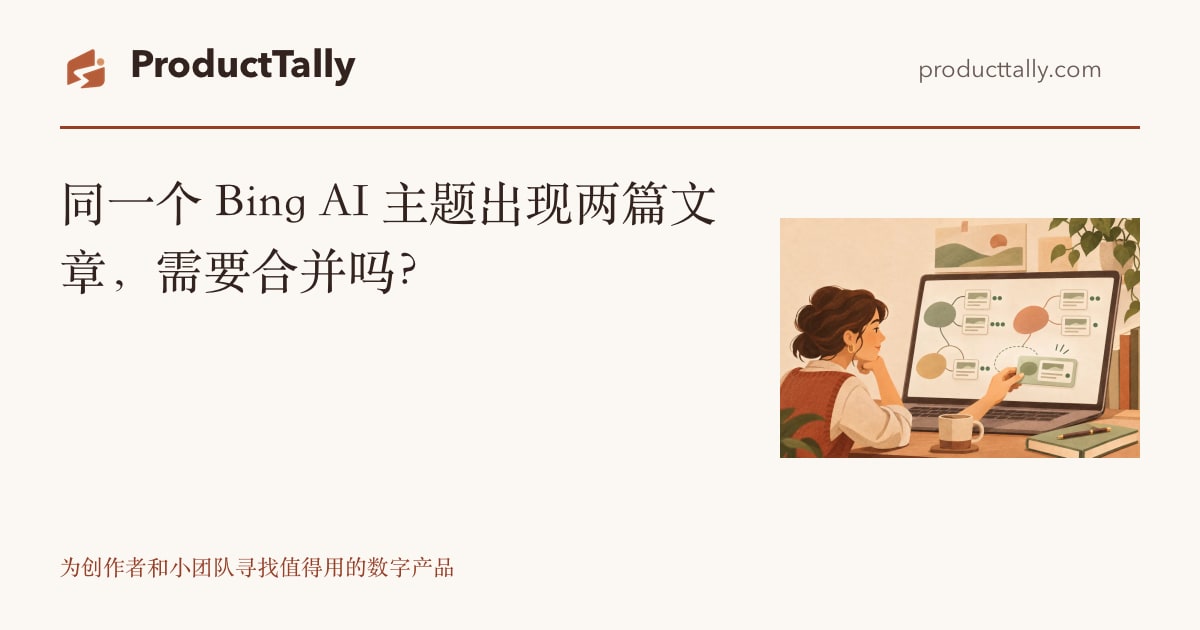 ProductTally
producttally.com
同一个 Bing AI 主题出现两篇文
章，需要合并吗？
为创作者和小团队寻找值得用的数字产品